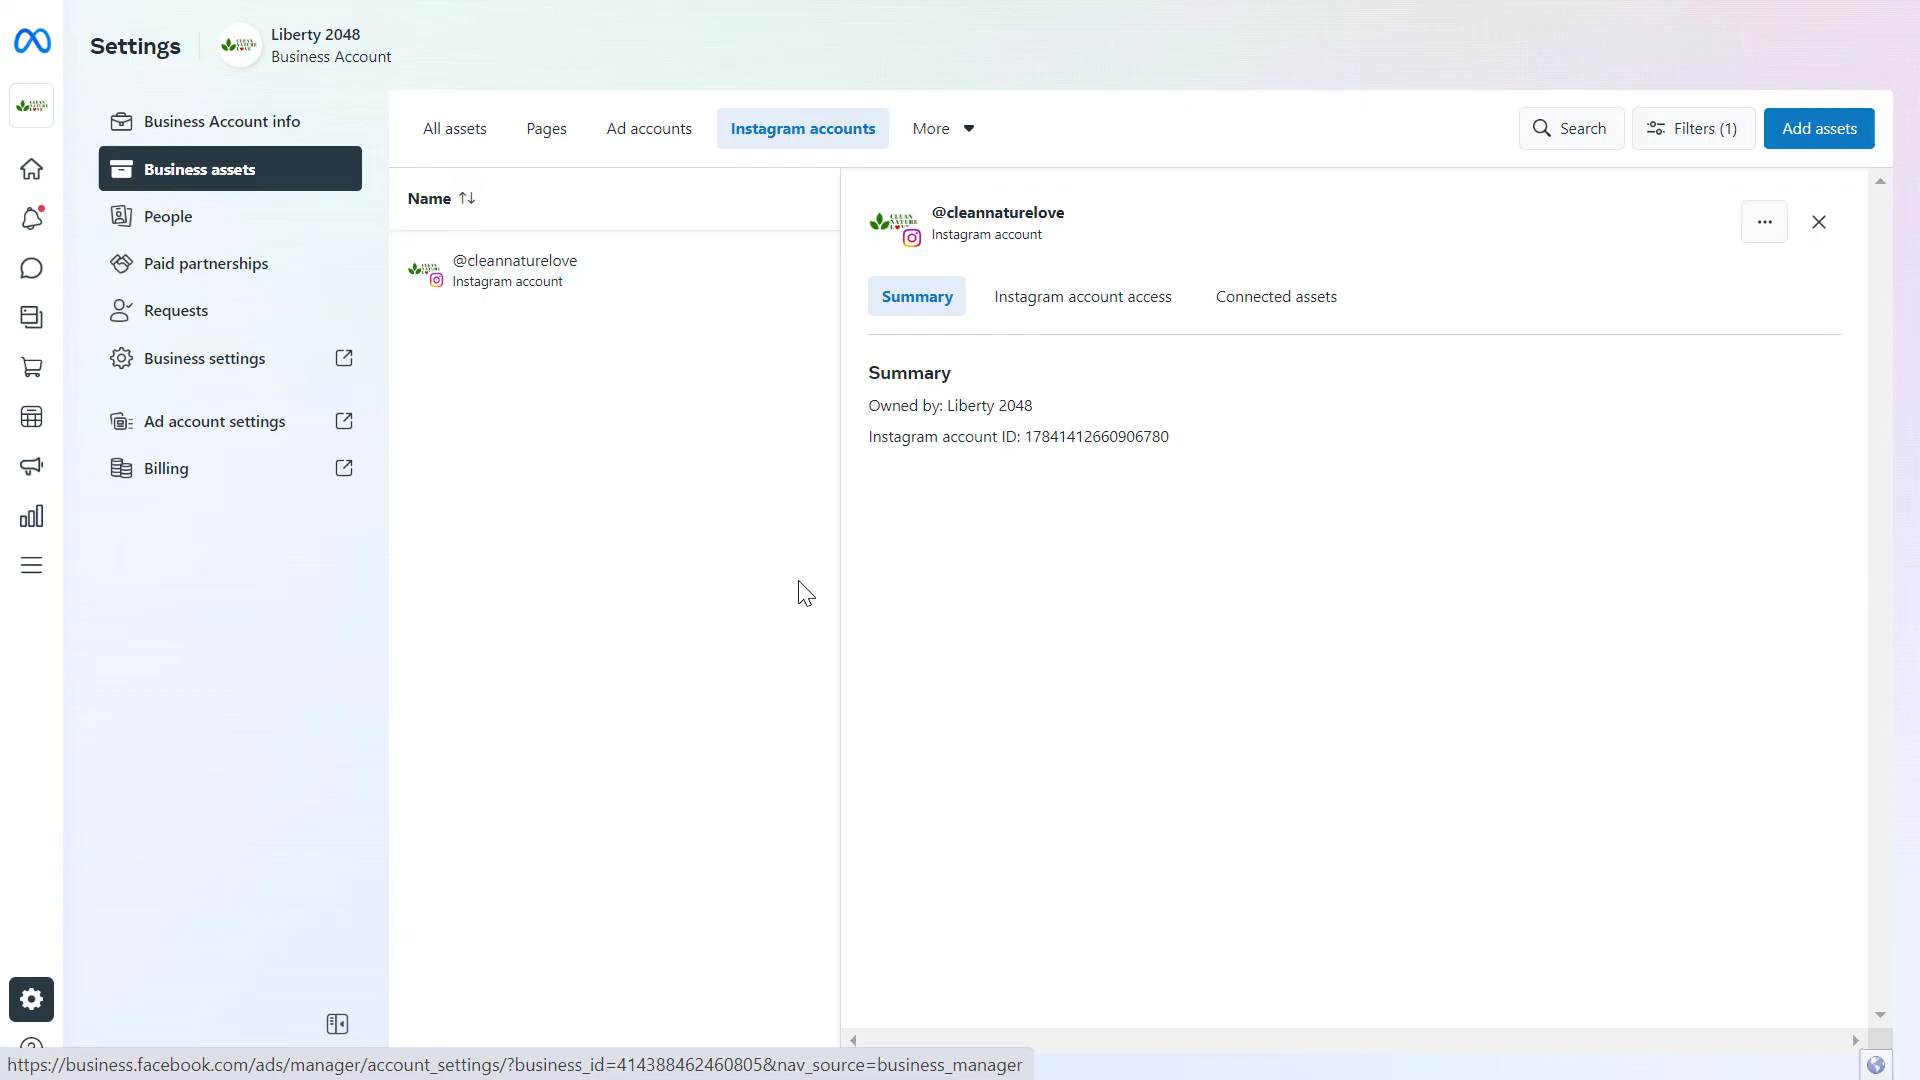 Settings
Liberty 2048
Business Account
Business Account info
Business assets
People
Paid partnerships
Requests
Business settings
Ad account settings
Billing
All assets
Pages
Ad accounts
Instagram accounts
More
Search
Filters (1)
Add assets
Name
@cleannaturelove
Instagram account
CLEAN
NATURE
@cleannaturelove
Instagram account
Summary
Instagram account access
Connected assets
Summary
Owned by: Liberty 2048
Instagram account ID: 17841412660906780
https://business.facebook.com/ads/manager/account_settings/?business_id=414388462460805&nav_source=business_manager